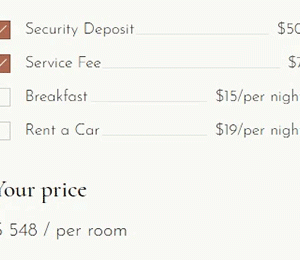 Security Deposit $50
Service Fee $7
Breakfast $15/per nigh
Rent a Car $19/per nigh
Your price
$ 548 / per room